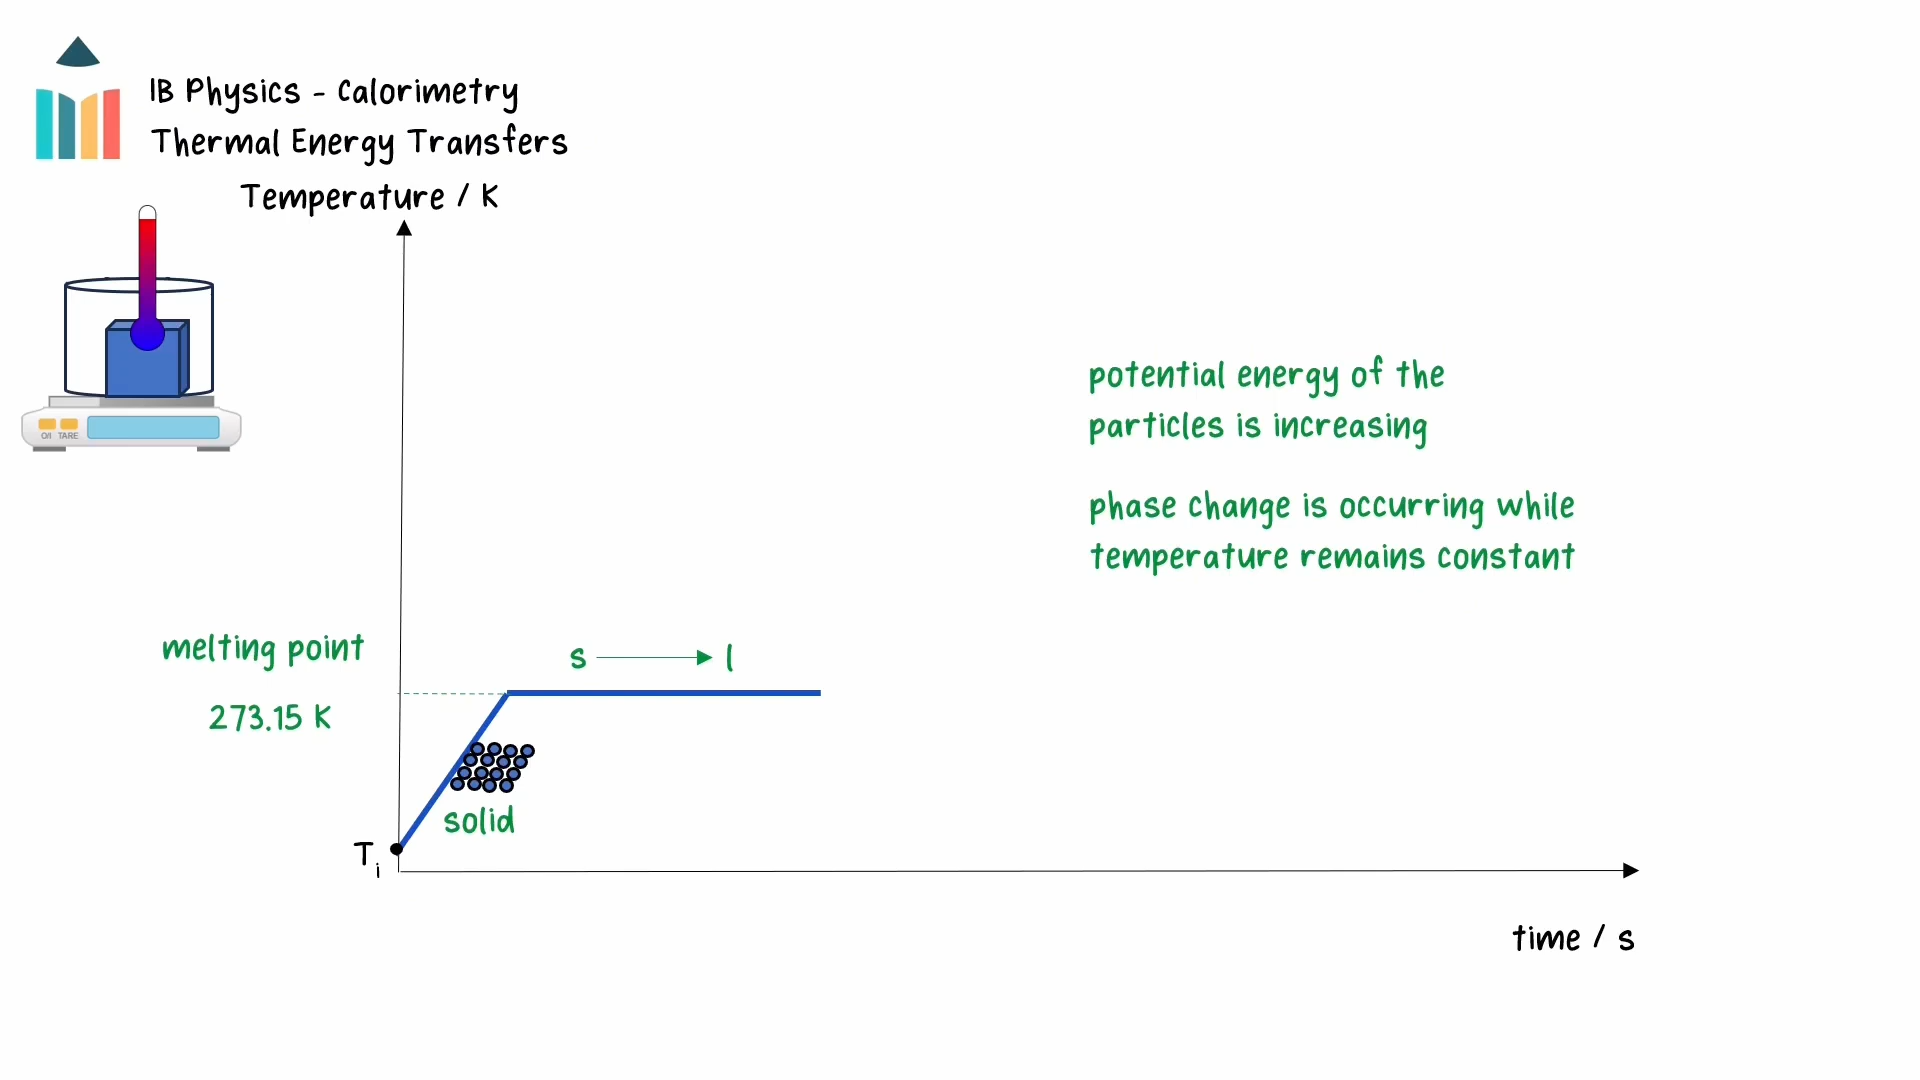 IB Physics - Calorimetry
Thermal Energy Transfers
Temperature / K
O/I TARE
potential energy of the
particles is increasing
phase change is occurring while
temperature remains constant
melting point
s l
273.15 K
solid
Ti
time / s